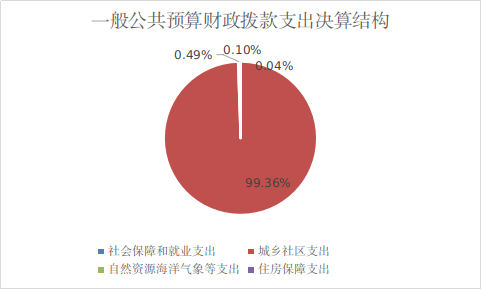 一般公共预算财政拨款支出决算结构
0.49%
0.10%
0.04%
99.36%
社会保障和就业支出 城乡社区支出
自然资源海洋气象等支出 住房保障支出